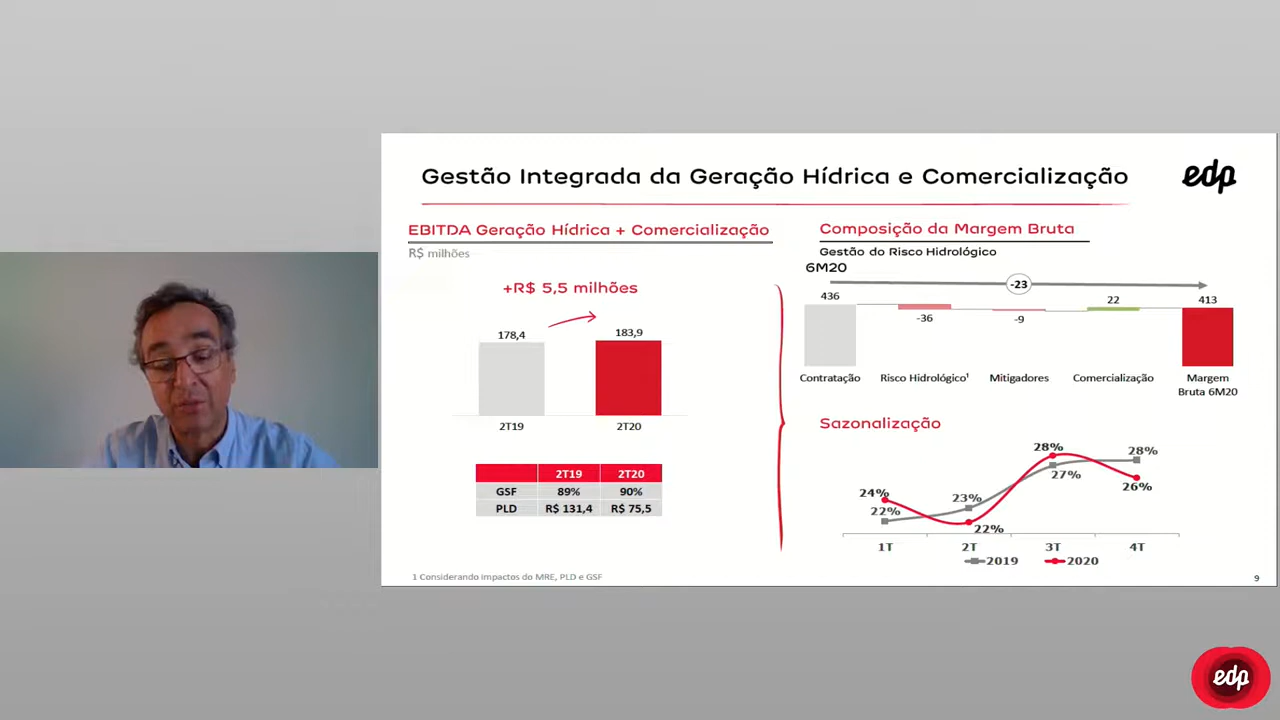 Gestão Integrada da Geração Hídrica e Comercialização
edp
EBITDA Geração Hídrica + Comercialização
R$ milhões
+R$ 5,5 milhões
178,4
183,9
2T19
2T20
2T19 2T20
GSF 89% 90%
PLD R$ 131,4 R$ 75,5
Composição da Margem Bruta
Gestão do Risco Hidrológico
6M20
-23
436
-36
-9
22
413
Contratação
Risco Hidrológico¹
Mitigadores
Comercialização
Margem
Bruta 6M20
Sazonalização
24%
22%
23%
22%
28%
27%
28%
26%
1T 2T 3T 4T
2019 2020
1 Considerando impactos do MRE, PLD e GSF
9
edp